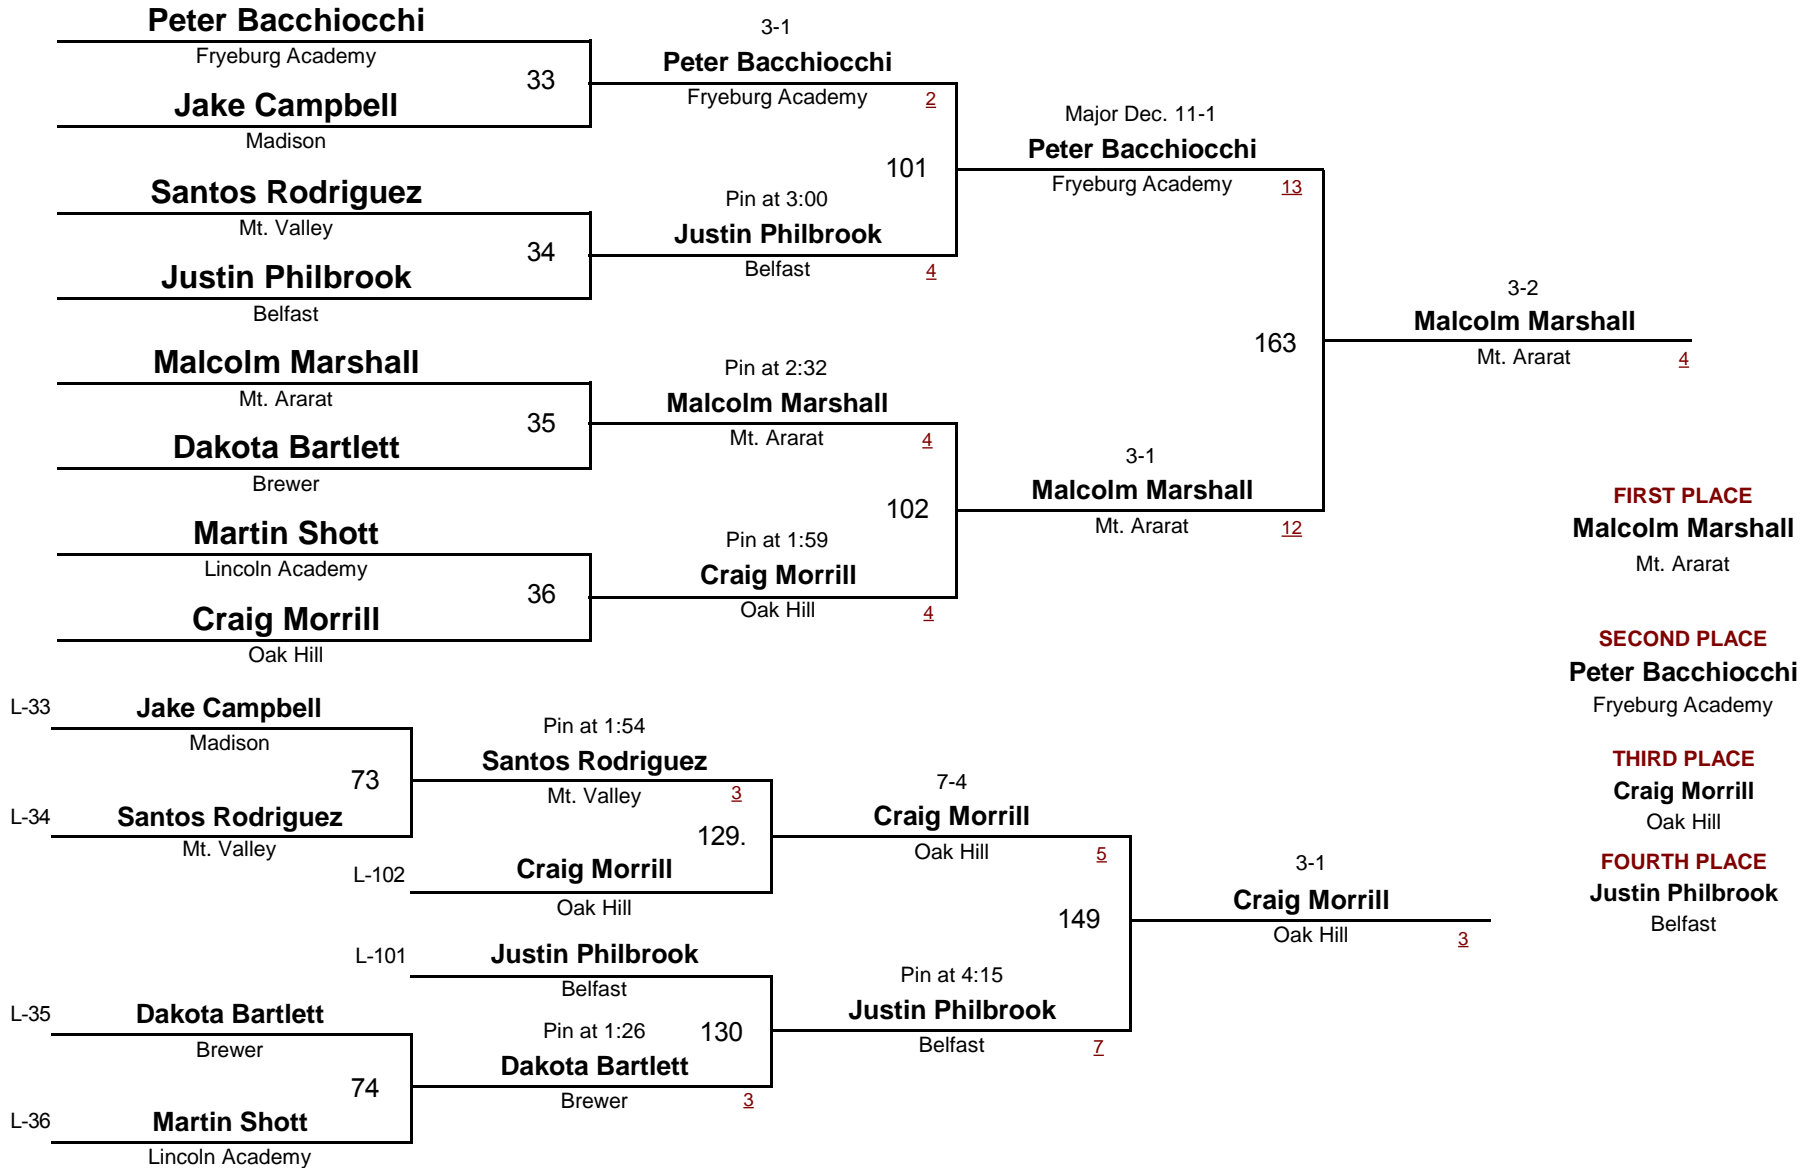 Peter Bacchiocchi
Fryeburg Academy
33
Jake Campbell
Madison
Santos Rodriguez
Mt. Valley
34
Justin Philbrook
Belfast
Malcolm Marshall
Mt. Ararat
35
Dakota Bartlett
Brewer
Martin Shott
Lincoln Academy
36
Craig Morrill
Oak Hill
3-1
Peter Bacchiocchi
Fryeburg Academy 2
101
Pin at 3:00
Justin Philbrook
Belfast 4
Pin at 2:32
Malcolm Marshall
Mt. Ararat 4
102
Pin at 1:59
Craig Morrill
Oak Hill 4
Major Dec. 11-1
Peter Bacchiocchi
Fryeburg Academy 13
163
3-1
Malcolm Marshall
Mt. Ararat 12
3-2
Malcolm Marshall
Mt. Ararat 4
FIRST PLACE
Malcolm Marshall
Mt. Ararat
SECOND PLACE
Peter Bacchiocchi
Fryeburg Academy
THIRD PLACE
Craig Morrill
Oak Hill
FOURTH PLACE
Justin Philbrook
Belfast
L-33 Jake Campbell
Madison
73
L-34 Santos Rodriguez
Mt. Valley
Pin at 1:54
Santos Rodriguez
Mt. Valley 3
129.
L-102 Craig Morrill
Oak Hill
L-101 Justin Philbrook
Belfast
130
Pin at 1:26
Dakota Bartlett
Brewer 3
L-35 Dakota Bartlett
Brewer
74
L-36 Martin Shott
Lincoln Academy
7-4
Craig Morrill
Oak Hill 5
149
Pin at 4:15
Justin Philbrook
Belfast 7
3-1
Craig Morrill
Oak Hill 3